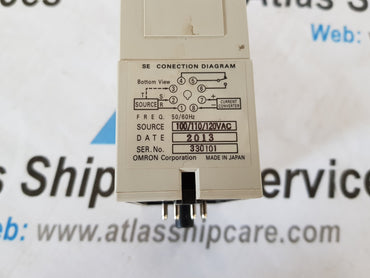 Atlas Ship
Web:
SE CONECTION DIAGRAM
Bottom View
4 5
3 6
T S
SOURCE R 2 7 + CURRENT CONVERTER
1 8 -
FREQ. 50/60Hz
SOURCE 100/110/120VAC
DATE 2013
SER.No. 330101
OMRON Corporation MADE IN JAPAN
Atlas Ship Service
Web: www.atlasshipcare.com